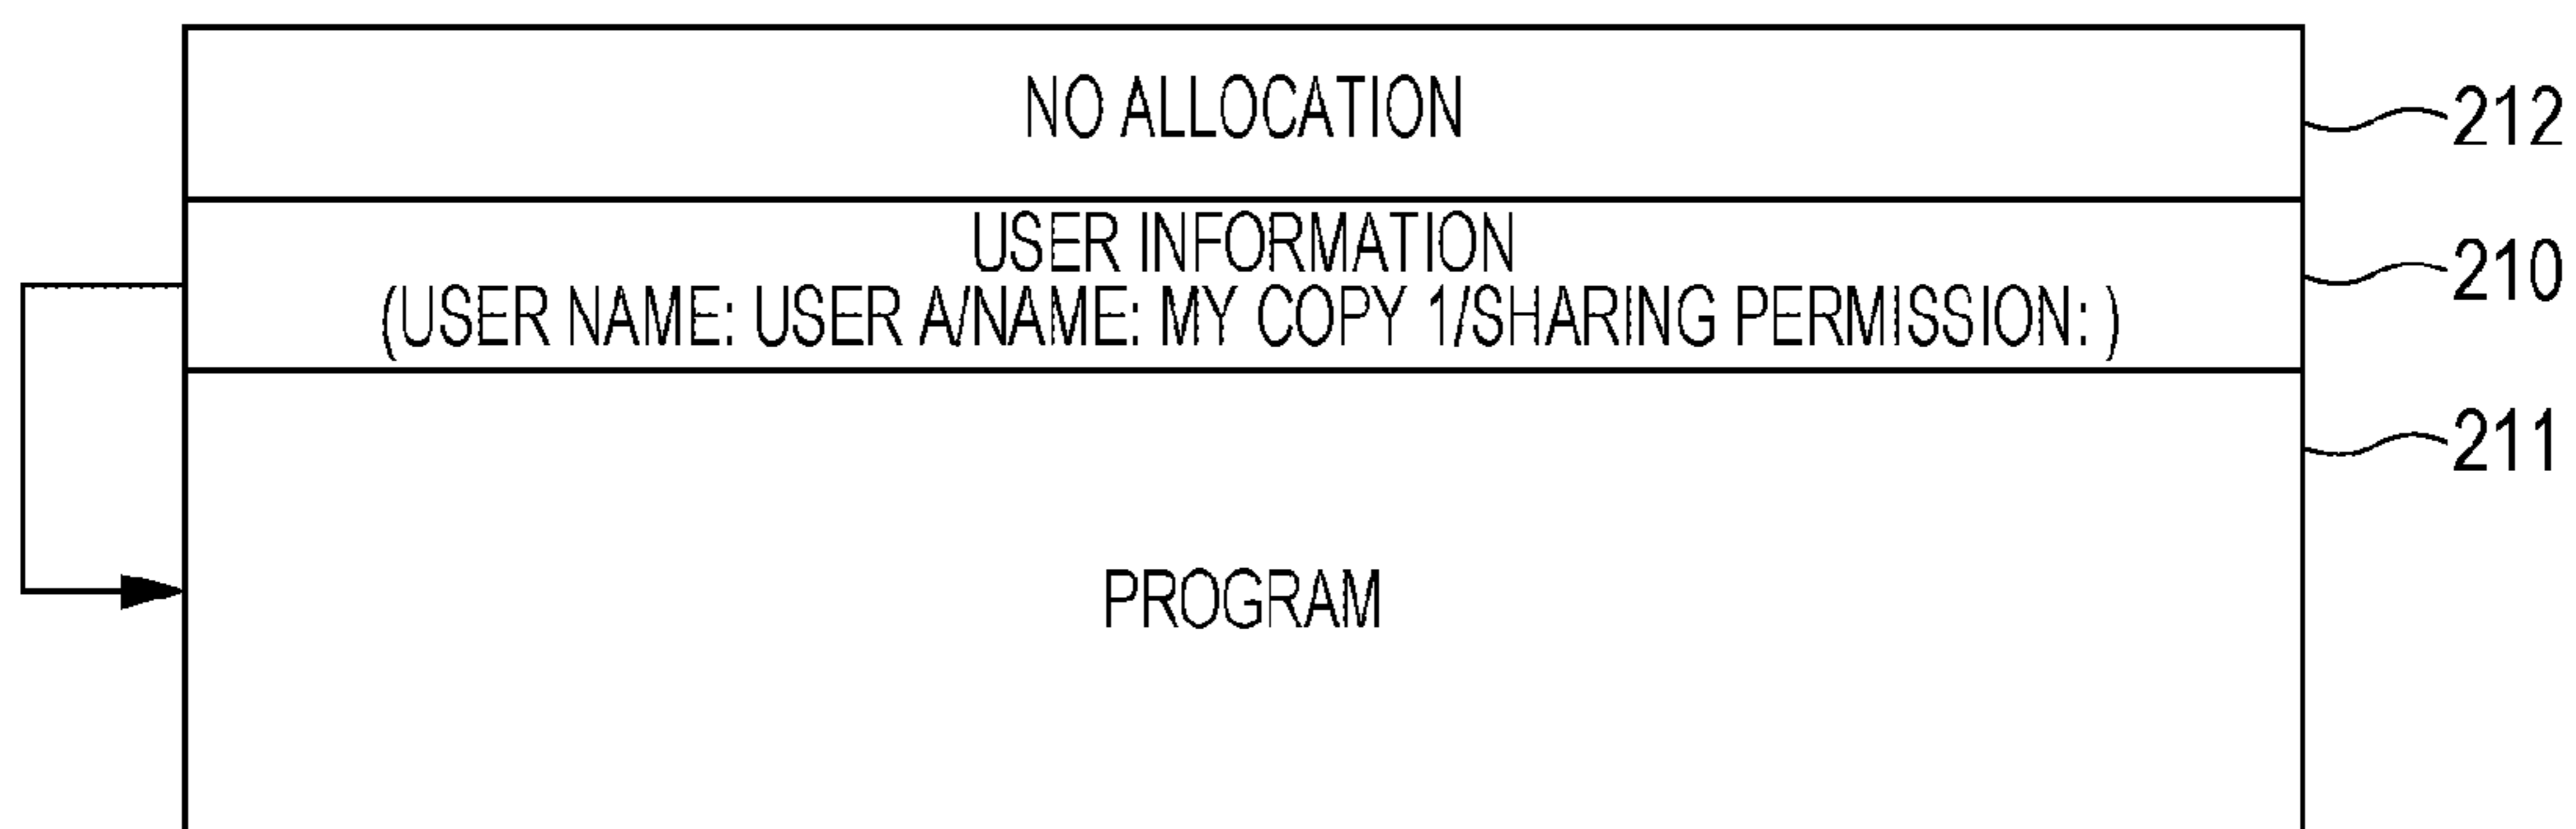 NO ALLOCATION
212
USER INFORMATION
210
(USER NAME: USER A/NAME: MY COPY 1/SHARING PERMISSION: )
211
PROGRAM